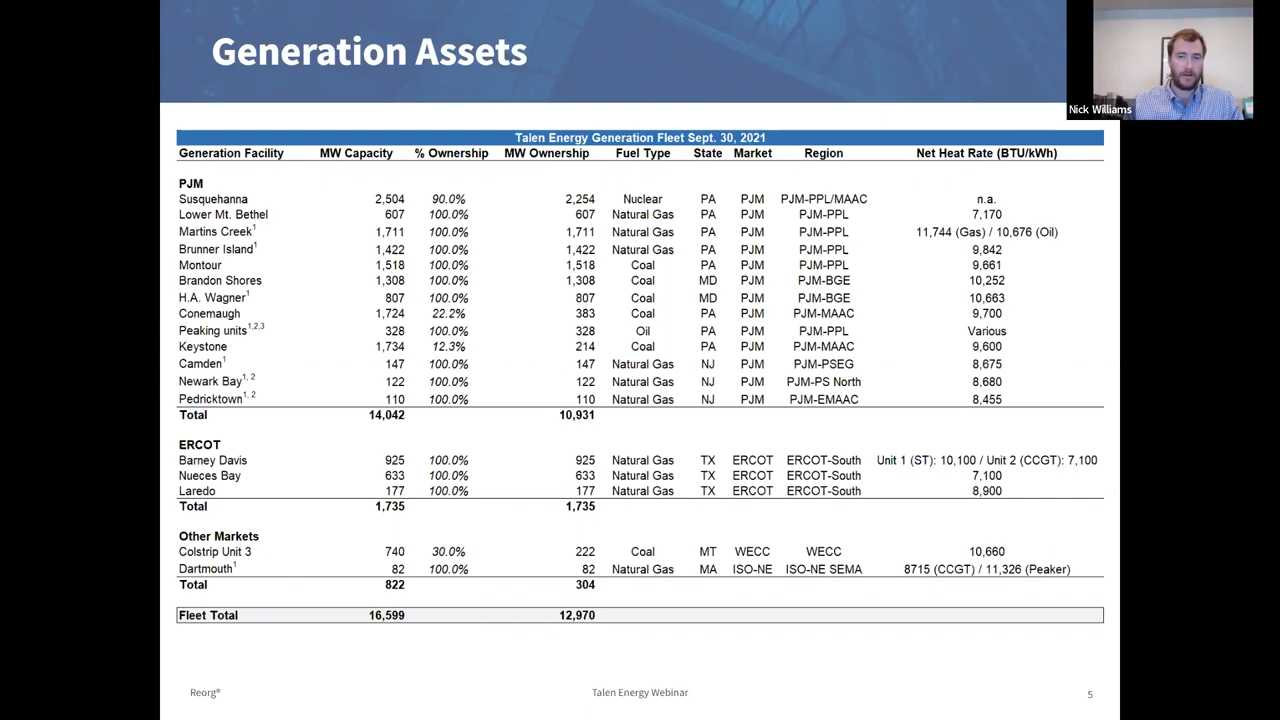 Generation Assets
Nick Williams
Talen Energy Generation Fleet Sept. 30, 2021
Generation Facility MW Capacity % Ownership MW Ownership Fuel Type State Market Region Net Heat Rate (BTU/kWh)
PJM
Susquehanna 2,504 90.0% 2,254 Nuclear PA PJM PJM-PPL/MAAC n.a.
Lower Mt. Bethel 607 100.0% 607 Natural Gas PA PJM PJM-PPL 7,170
Martins Creek1 1,711 100.0% 1,711 Natural Gas PA PJM PJM-PPL 11,744 (Gas) / 10,676 (Oil)
Brunner Island1 1,422 100.0% 1,422 Natural Gas PA PJM PJM-PPL 9,842
Montour 1,518 100.0% 1,518 Coal PA PJM PJM-PPL 9,661
Brandon Shores 1,308 100.0% 1,308 Coal MD PJM PJM-BGE 10,252
H.A. Wagner1 807 100.0% 807 Coal MD PJM PJM-BGE 10,663
Conemaugh 1,724 22.2% 383 Coal PA PJM PJM-MAAC 9,700
Peaking units1,2,3 328 100.0% 328 Oil PA PJM PJM-PPL Various
Keystone 1,734 12.3% 214 Coal PA PJM PJM-MAAC 9,600
Camden1 147 100.0% 147 Natural Gas NJ PJM PJM-PSEG 8,675
Newark Bay1, 2 122 100.0% 122 Natural Gas NJ PJM PJM-PS North 8,680
Pedricktown1, 2 110 100.0% 110 Natural Gas NJ PJM PJM-EMAAC 8,455
Total 14,042 10,931
ERCOT
Barney Davis 925 100.0% 925 Natural Gas TX ERCOT ERCOT-South Unit 1 (ST): 10,100 / Unit 2 (CCGT): 7,100
Nueces Bay 633 100.0% 633 Natural Gas TX ERCOT ERCOT-South 7,100
Laredo 177 100.0% 177 Natural Gas TX ERCOT ERCOT-South 8,900
Total 1,735 1,735
Other Markets
Colstrip Unit 3 740 30.0% 222 Coal MT WECC WECC 10,660
Dartmouth1 82 100.0% 82 Natural Gas MA ISO-NE ISO-NE SEMA 8715 (CCGT) / 11,326 (Peaker)
Total 822 304
Fleet Total 16,599 12,970
Reorg® Talen Energy Webinar 5